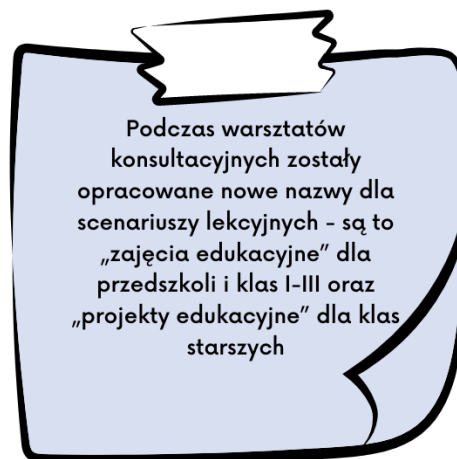 Podczas warsztatów
konsultacyjnych zostały
opracowane nowe nazwy dla
scenariuszy lekcyjnych - są to
„zajęcia edukacyjne” dla
przedszkoli i klas I-III oraz
„projekty edukacyjne” dla klas
starszych